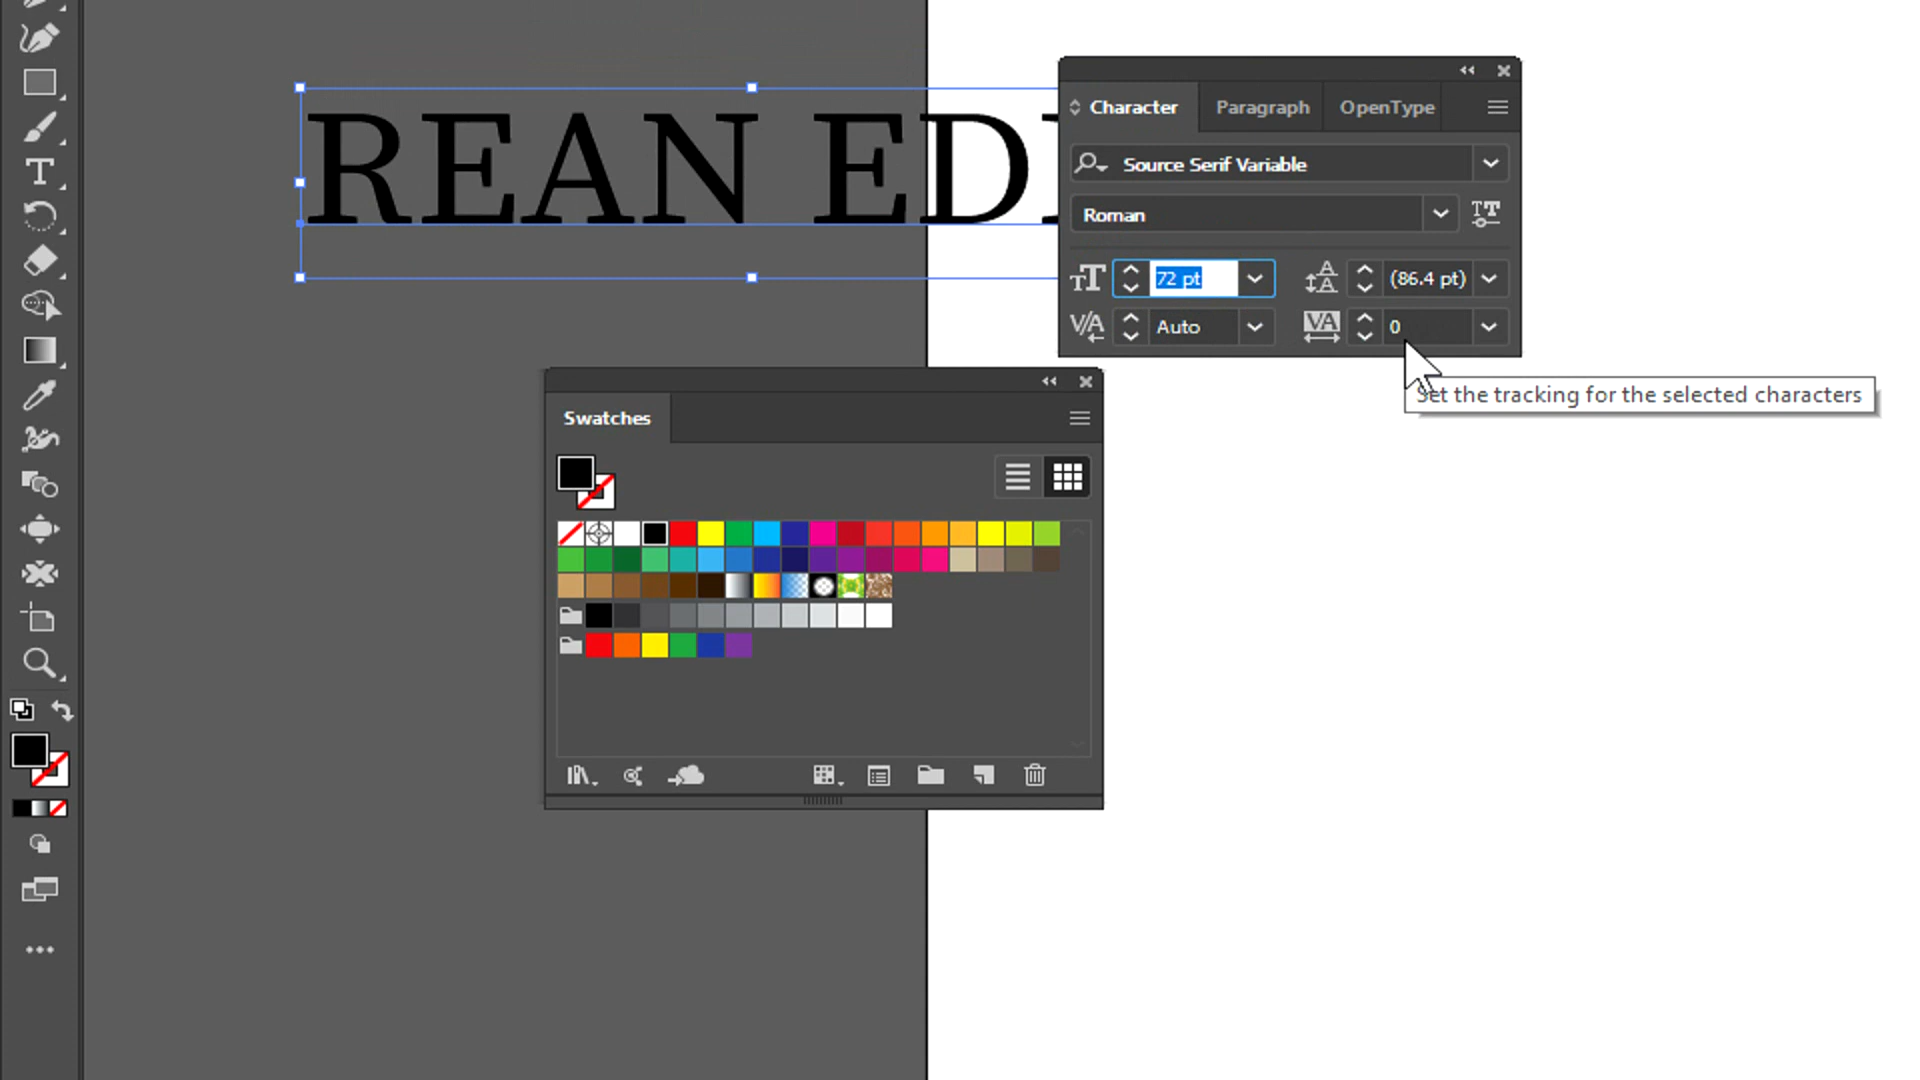 REAN ED
Character Paragraph OpenType
Source Serif Variable
Roman
72 pt
(86.4 pt)
Auto
0
Set the tracking for the selected characters
Swatches